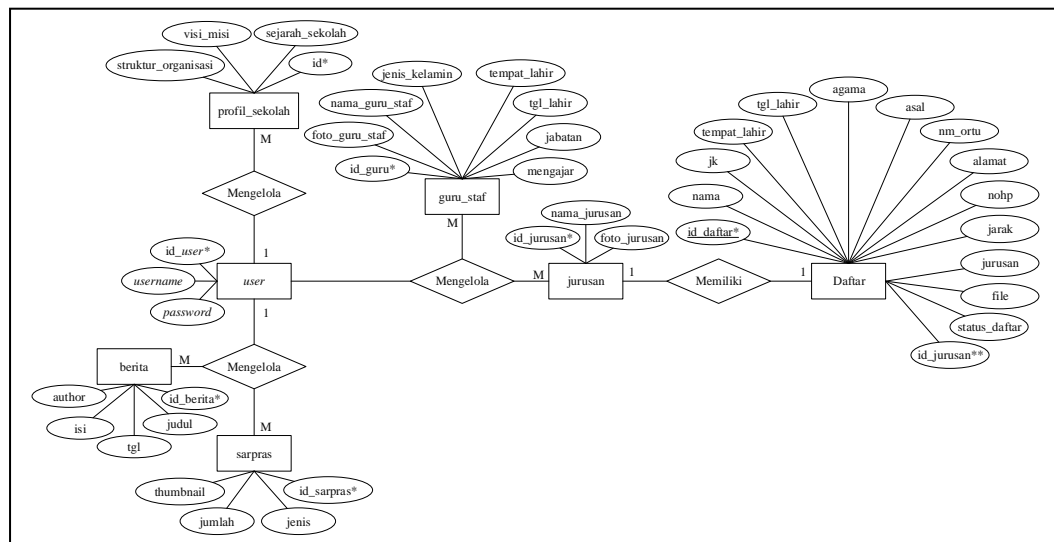 visi_misi
sejarah_sekolah
struktur_organisasi
id*
profil_sekolah
M
Mengelola
1
id_user*
username
password
user
1
Mengelola
M
berita
author
isi
tgl
judul
id_berita*
M
sarpras
thumbnail
jumlah
jenis
id_sarpras*
jenis_kelamin
tempat_lahir
nama_guru_staf
tgl_lahir
foto_guru_staf
jabatan
id_guru*
mengajar
guru_staf
M
Mengelola
M
nama_jurusan
id_jurusan*
foto_jurusan
jurusan
1
Memiliki
1
agama
tgl_lahir
asal
tempat_lahir
nm_ortu
jk
alamat
nama
nohp
id_daftar*
jarak
Daftar
jurusan
file
status_daftar
id_jurusan**